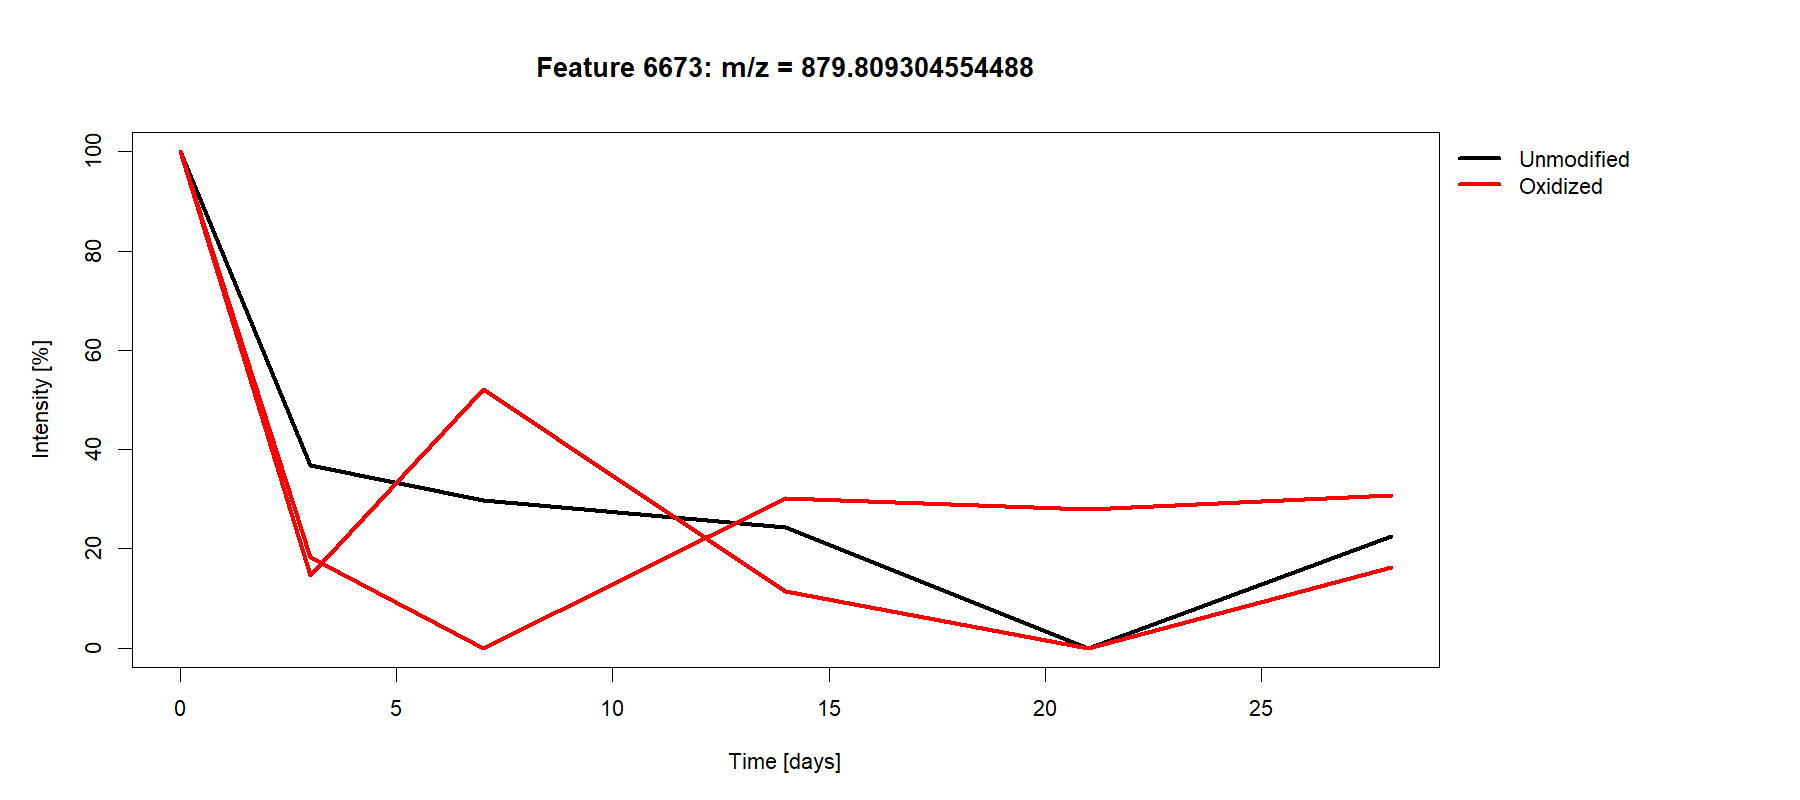 Feature 6673: m/z = 879.809304554488
Unmodified
Oxidized
Intensity [%]
100
80
60
40
20
0
0 5 10 15 20 25
Time [days]